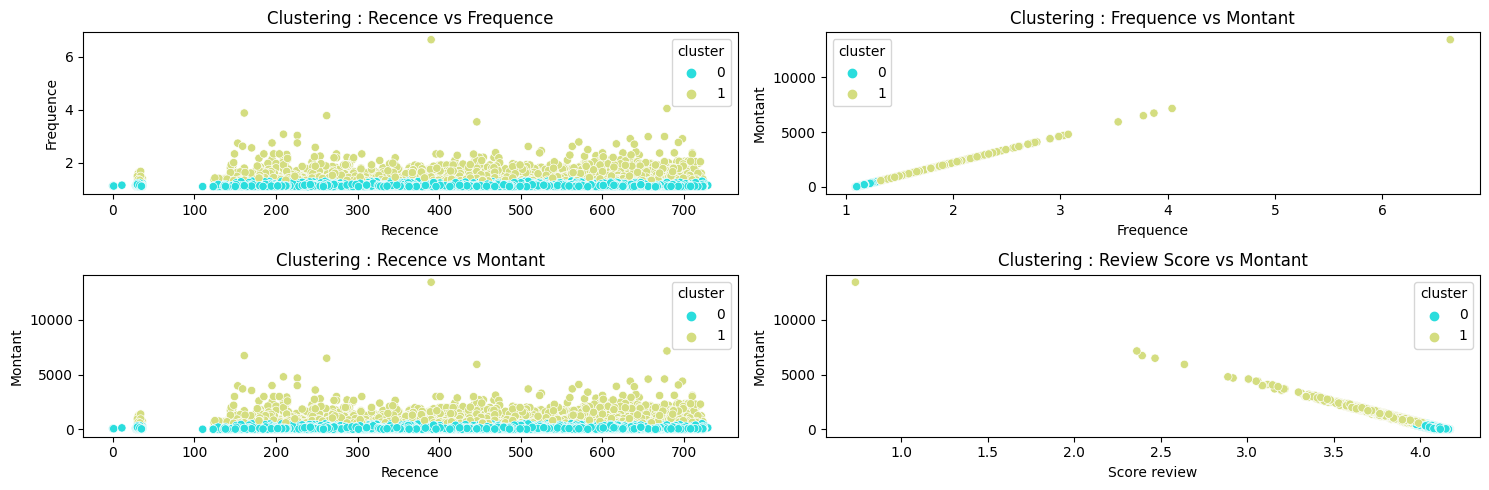 Clustering : Recence vs Frequence
Frequence
6
4
2
0 100 200 300 400 500 600 700
Recence
cluster
0
1
Clustering : Frequence vs Montant
Montant
10000
5000
0
1 2 3 4 5 6
Frequence
cluster
0
1
Clustering : Recence vs Montant
Montant
10000
5000
0
0 100 200 300 400 500 600 700
Recence
cluster
0
1
Clustering : Review Score vs Montant
Montant
10000
5000
0
1.0 1.5 2.0 2.5 3.0 3.5 4.0
Score review
cluster
0
1